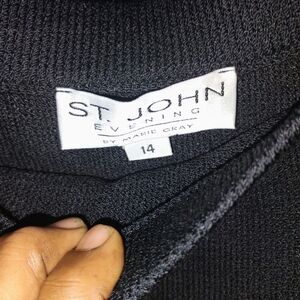 ST. JOHN
EVENING
BY MARIE GRAY
14